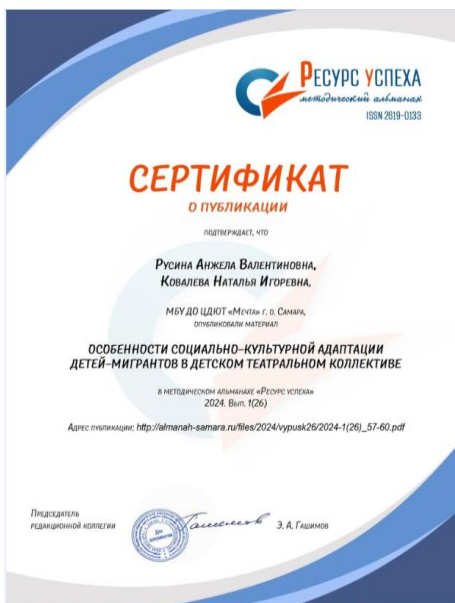 РЕСУРС УСПЕХА
методический альманах
ISSN 2619-0133
СЕРТИФИКАТ
О ПУБЛИКАЦИИ
ПОДТВЕРЖДАЕТ, ЧТО
РУСИНА АНЖЕЛА ВАЛЕНТИНОВНА,
КОВАЛЕВА НАТАЛЬЯ ИГОРЕВНА,
МБУ ДО ЦДЮТ «МЕЧТА» Г. О. САМАРА,
ОПУБЛИКОВАЛИ МАТЕРИАЛ
ОСОБЕННОСТИ СОЦИАЛЬНО-КУЛЬТУРНОЙ АДАПТАЦИИ
ДЕТЕЙ-МИГРАНТОВ В ДЕТСКОМ ТЕАТРАЛЬНОМ КОЛЛЕКТИВЕ
В МЕТОДИЧЕСКОМ АЛЬМАНАХЕ «РЕСУРС УСПЕХА»
2024. Вып. 1(26)
АДРЕС ПУБЛИКАЦИИ: http://almanah-samara.ru/files/2024/vypusk26/2024-1(26)_57-60.pdf
ПРЕДСЕДАТЕЛЬ
РЕДАКЦИОННОЙ КОЛЛЕГИИ
Для документов
Э. А. ГАШИМОВ